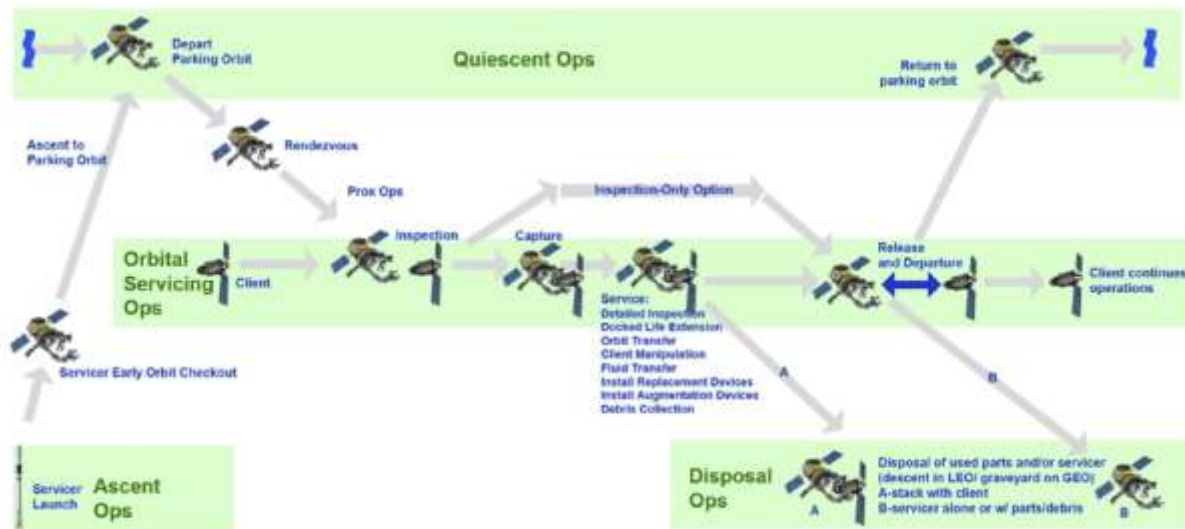 Depart
Parking Orbit
Quiescent Ops
Return to
parking orbit
Ascent to
Parking Orbit
Rendezvous
Prox Ops
Inspection-Only Option
Orbital
Servicing
Ops
Client
Inspection
Capture
Release
and Departure
Client continues
operations
Service:
Detailed Inspection
Docked Life Extension
Orbit Transfer
Client Manipulation
Fluid Transfer
Install Replacement Devices
Install Augmentation Devices
Debris Collection
Servicer Early Orbit Checkout
A
B
Servicer
Launch
Ascent
Ops
Disposal
Ops
A
Disposal of used parts and/or servicer
(descent in LEO/ graveyard on GEO)
A-stack with client
B-servicer alone or w/ parts/debris
B